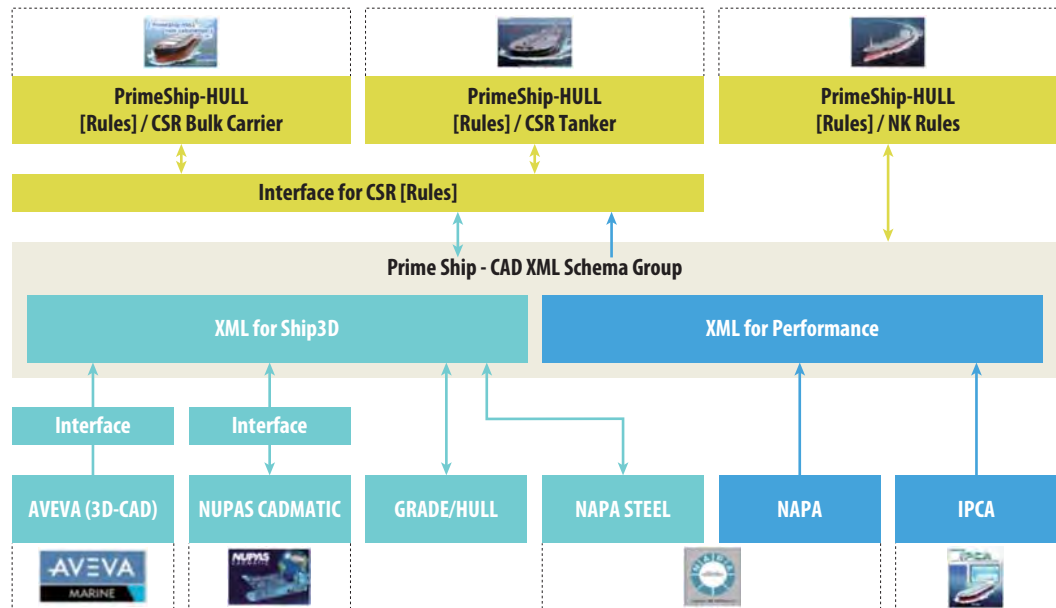 PrimeShip-HULL
[Rules] / CSR Bulk Carrier
PrimeShip-HULL
[Rules] / CSR Tanker
PrimeShip-HULL
[Rules] / NK Rules
Interface for CSR [Rules]
Prime Ship - CAD XML Schema Group
XML for Ship3D
XML for Performance
Interface
Interface
AVEVA (3D-CAD)
NUPAS CADMATIC
GRADE/HULL
NAPA STEEL
NAPA
IPCA
AVEVA
MARINE
NUPAS
CADMATIC
IPCA